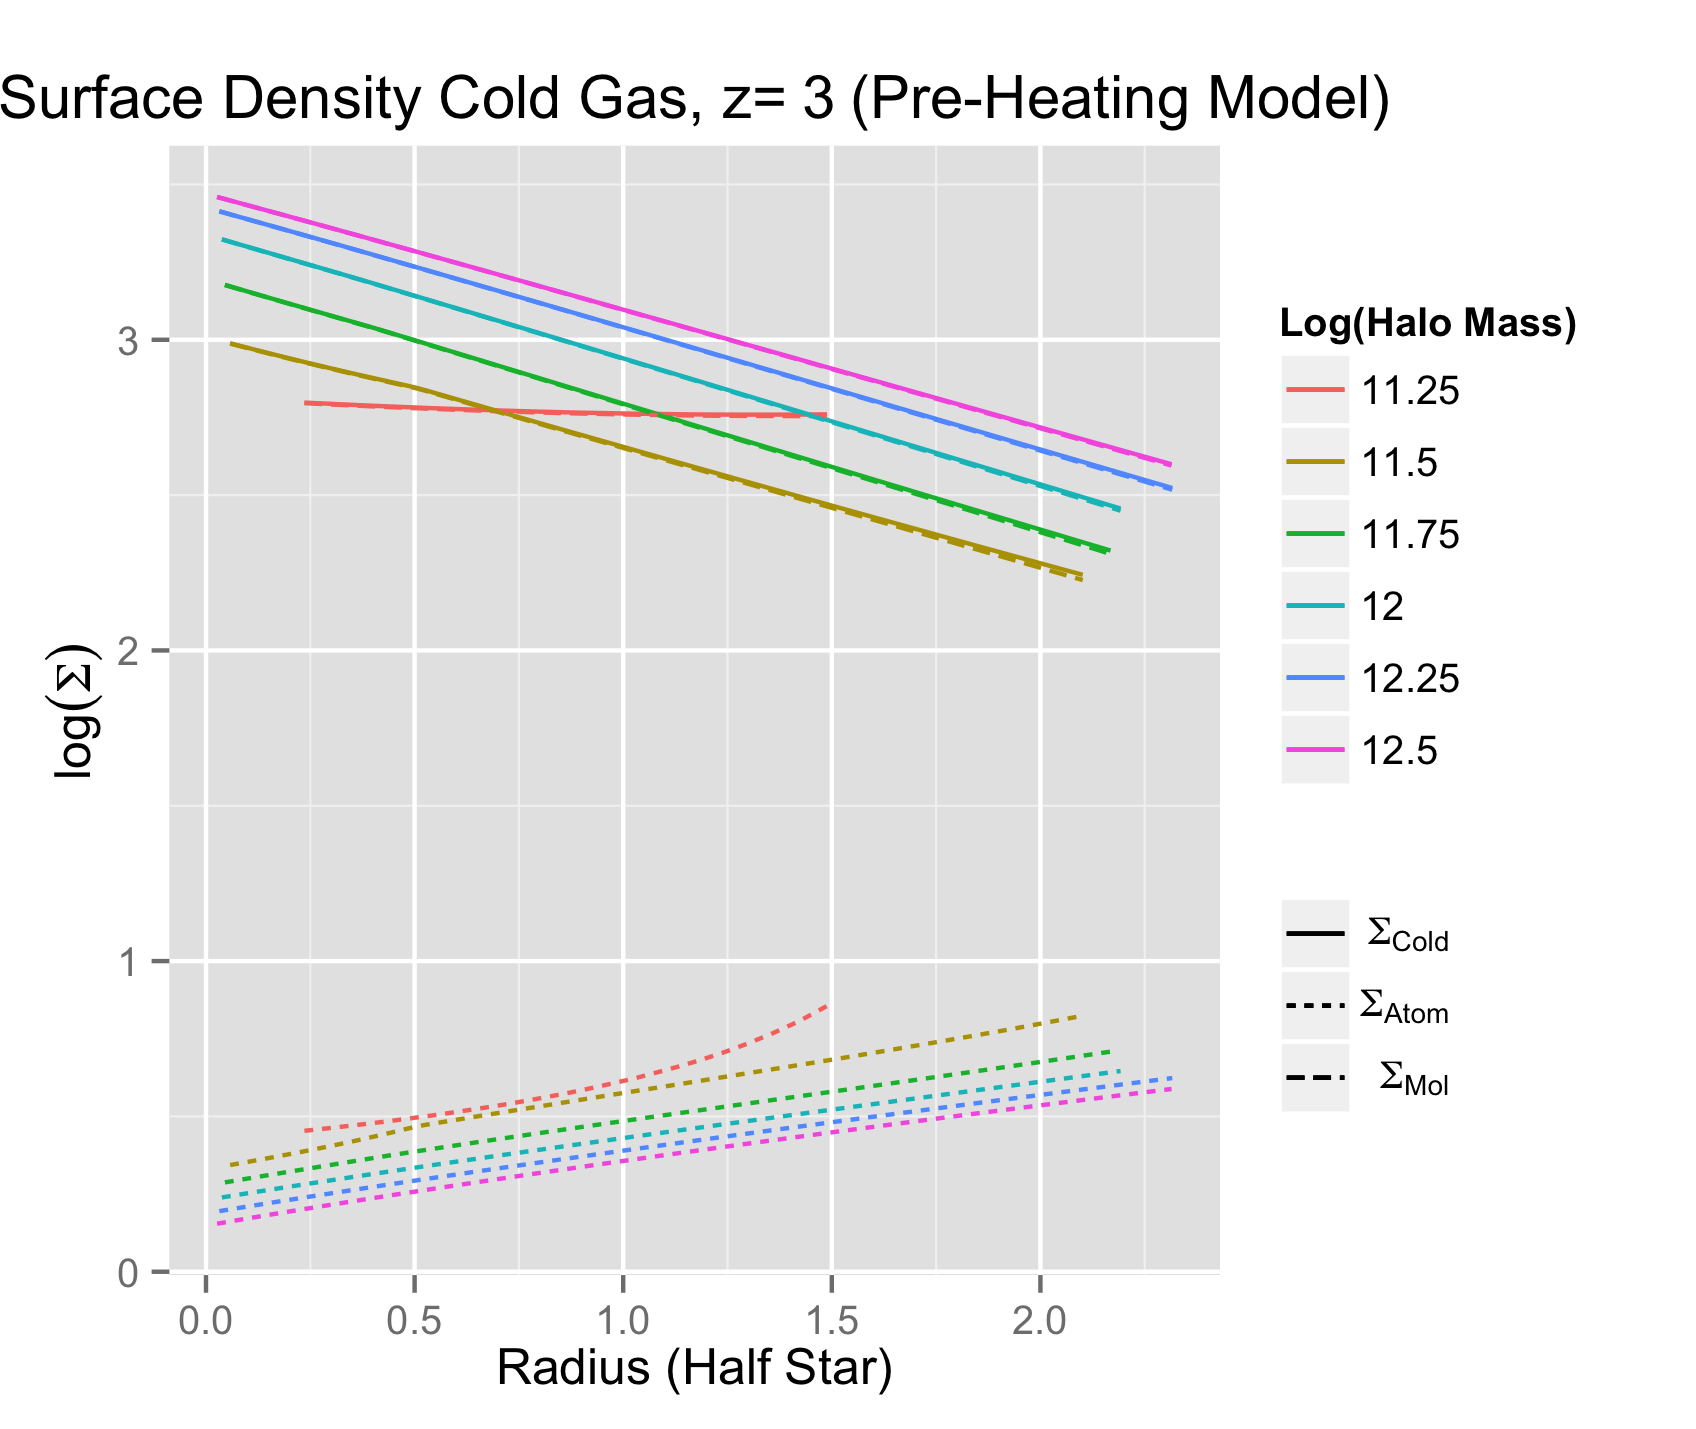 Surface Density Cold Gas, z= 3 (Pre-Heating Model)
3
2
1
0
log(Σ)
0.0 0.5 1.0 1.5 2.0
Radius (Half Star)
Log(Halo Mass)
11.25
11.5
11.75
12
12.25
12.5
ΣCold
ΣAtom
ΣMol